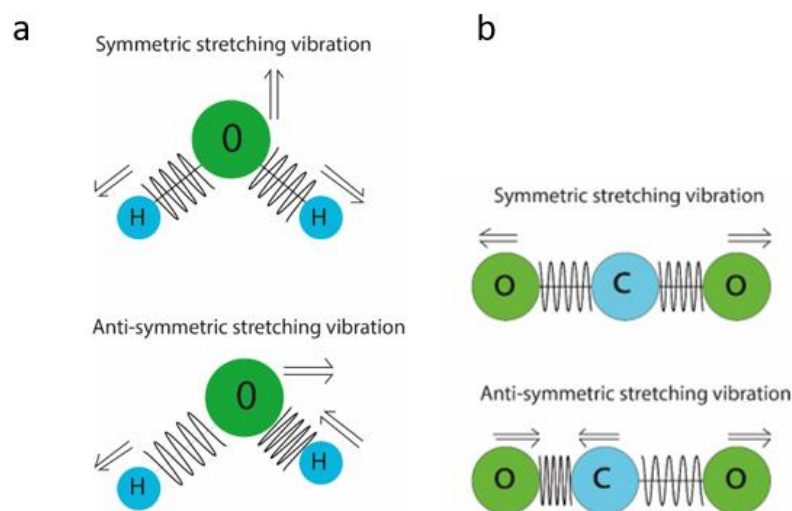 a
Symmetric stretching vibration
0
H H
Anti-symmetric stretching vibration
0
H H
b
Symmetric stretching vibration
O C O
Anti-symmetric stretching vibration
O C O